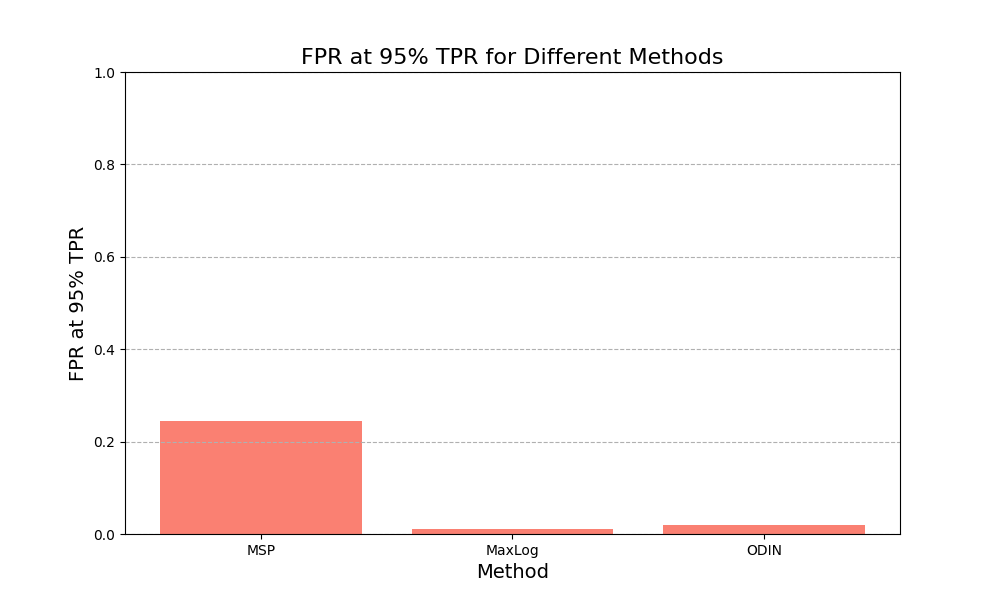 FPR at 95% TPR for Different Methods
FPR at 95% TPR
1.0
0.8
0.6
0.4
0.2
0.0
MSP MaxLog ODIN
Method